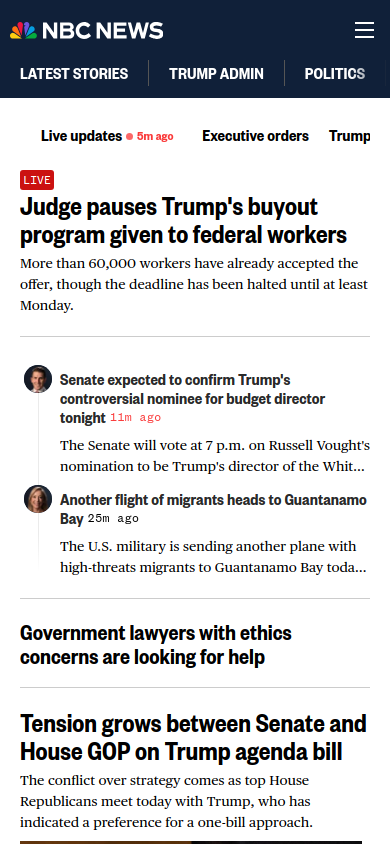 NBC NEWS
LATEST STORIES
TRUMP ADMIN
POLITICS
Live updates 5m ago
Executive orders
Trump
LIVE
Judge pauses Trump's buyout
program given to federal workers
More than 60,000 workers have already accepted the
offer, though the deadline has been halted until at least
Monday.
Senate expected to confirm Trump's
controversial nominee for budget director
tonight 11m ago
The Senate will vote at 7 p.m. on Russell Vought's
nomination to be Trump's director of the Whit...
Another flight of migrants heads to Guantanamo
Bay 25m ago
The U.S. military is sending another plane with
high-threats migrants to Guantanamo Bay toda...
Government lawyers with ethics
concerns are looking for help
Tension grows between Senate and
House GOP on Trump agenda bill
The conflict over strategy comes as top House
Republicans meet today with Trump, who has
indicated a preference for a one-bill approach.